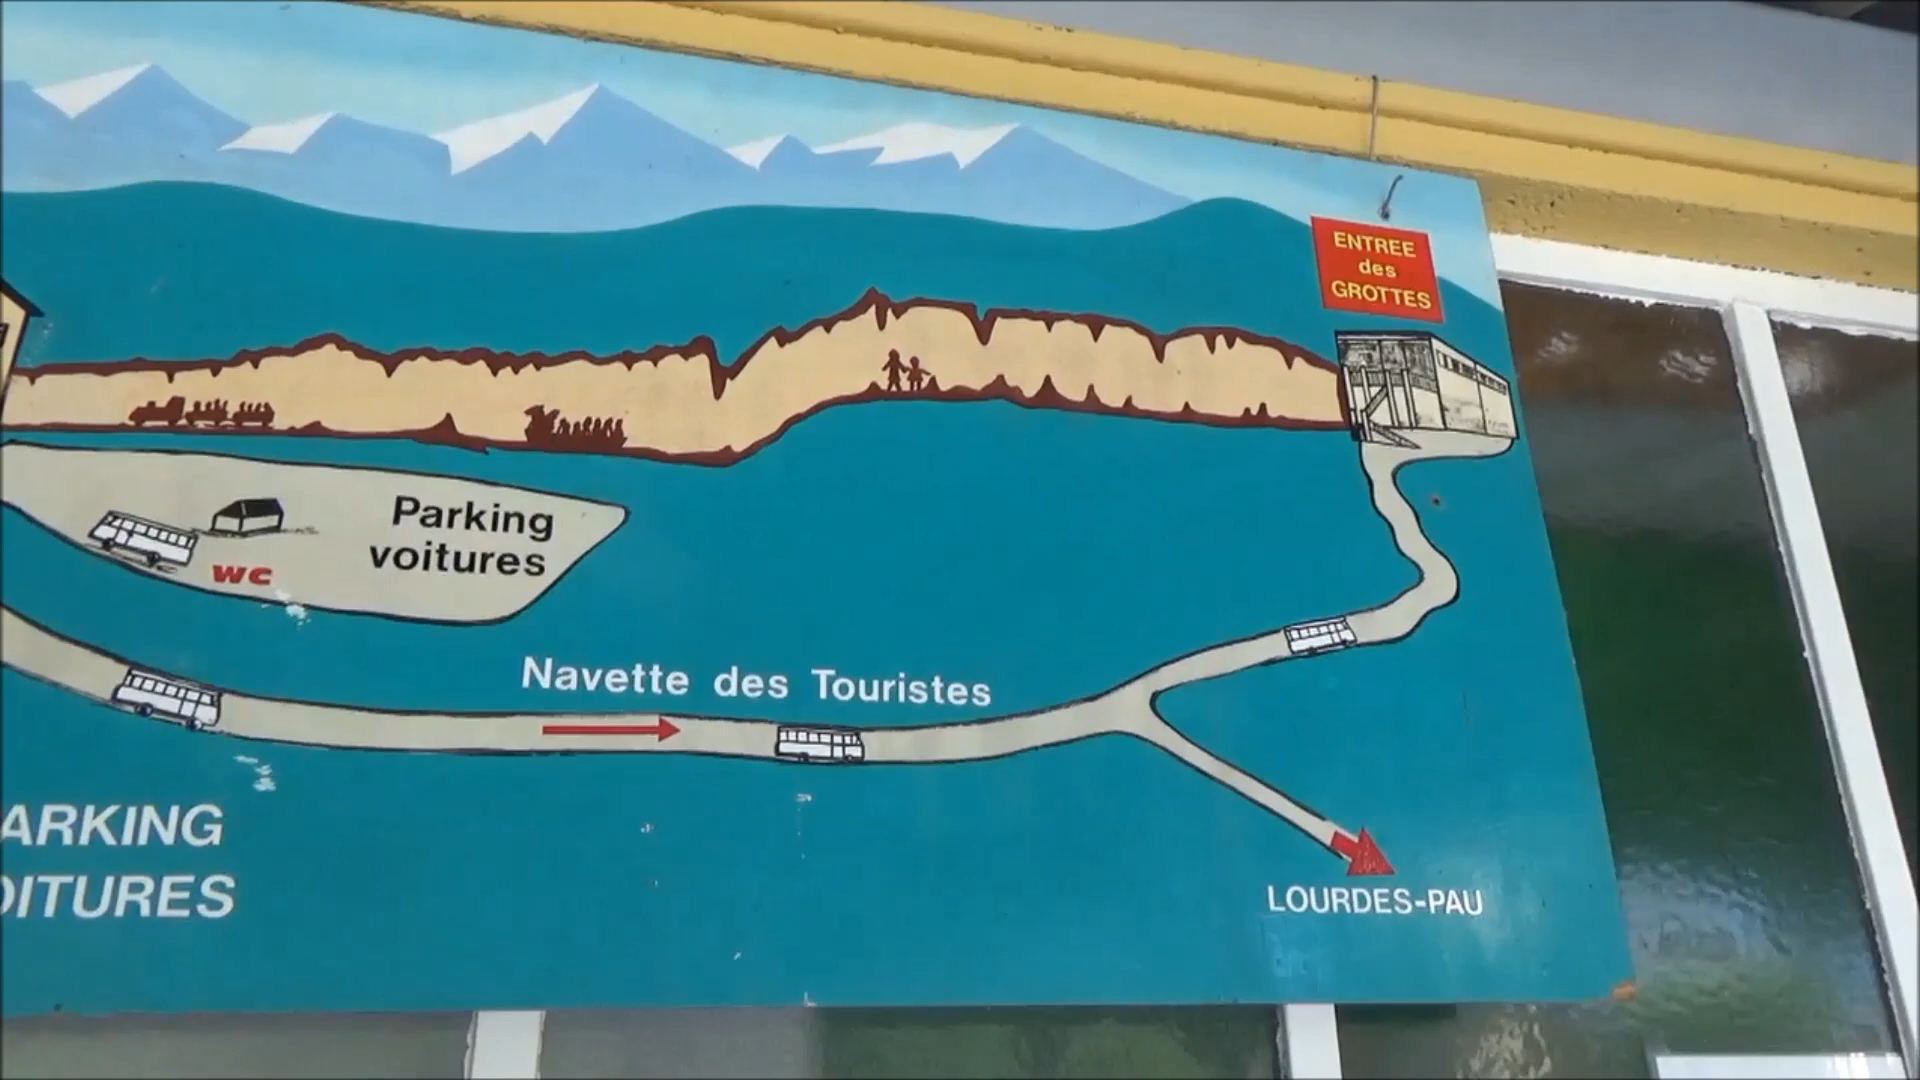 ENTREE
des
GROTTES
Parking
voitures
WC
Navette des Touristes
ARKING
OITURES
LOURDES-PAU